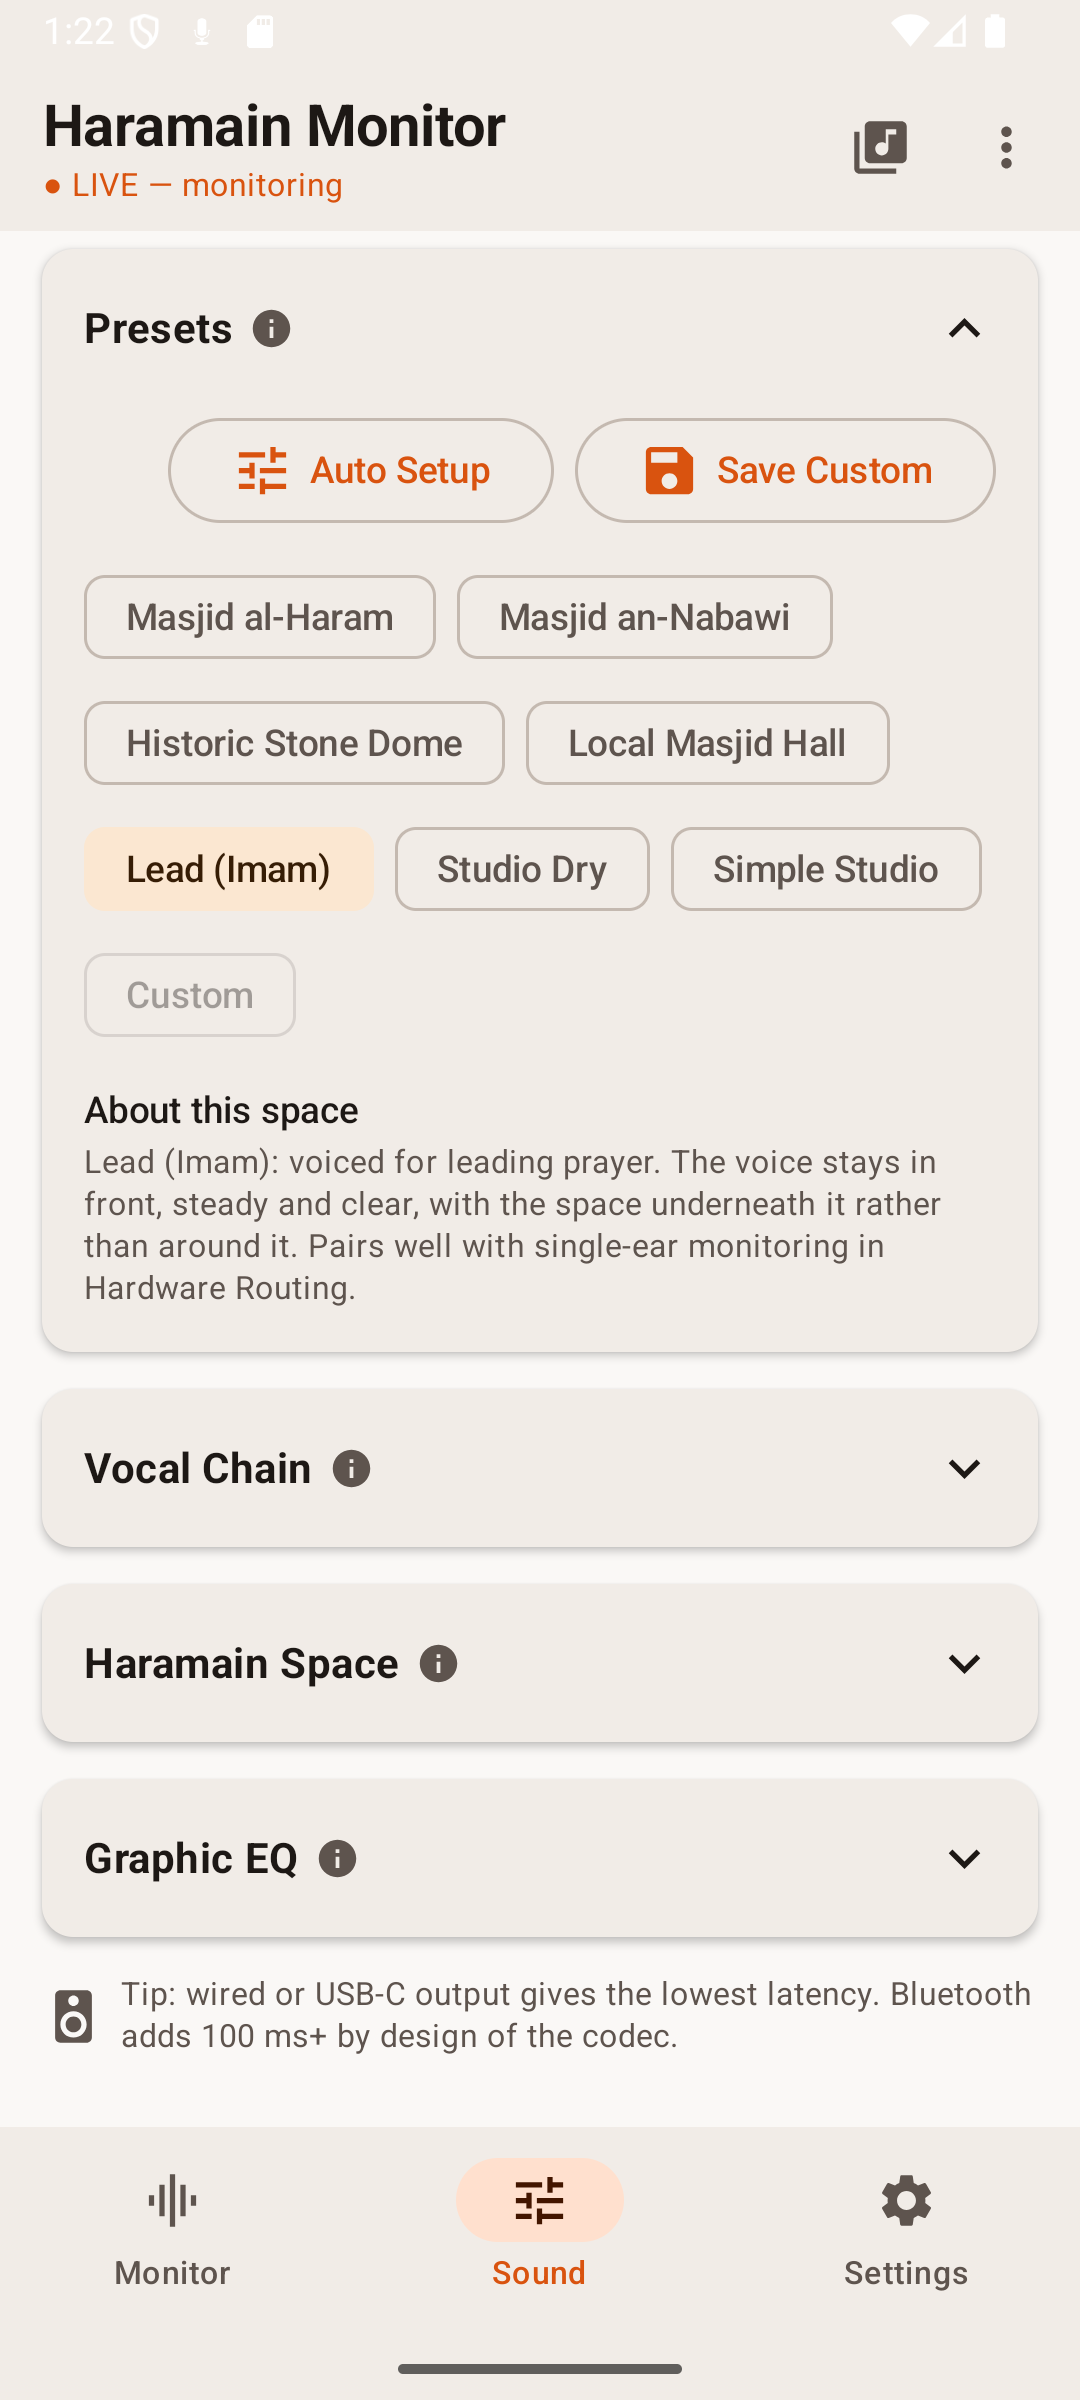 1:22
Haramain Monitor
● LIVE — monitoring
Presets
Auto Setup
Save Custom
Masjid al-Haram
Masjid an-Nabawi
Historic Stone Dome
Local Masjid Hall
Lead (Imam)
Studio Dry
Simple Studio
Custom
About this space
Lead (Imam): voiced for leading prayer. The voice stays in
front, steady and clear, with the space underneath it rather
than around it. Pairs well with single-ear monitoring in
Hardware Routing.
Vocal Chain
Haramain Space
Graphic EQ
Tip: wired or USB-C output gives the lowest latency. Bluetooth
adds 100 ms+ by design of the codec.
Monitor
Sound
Settings